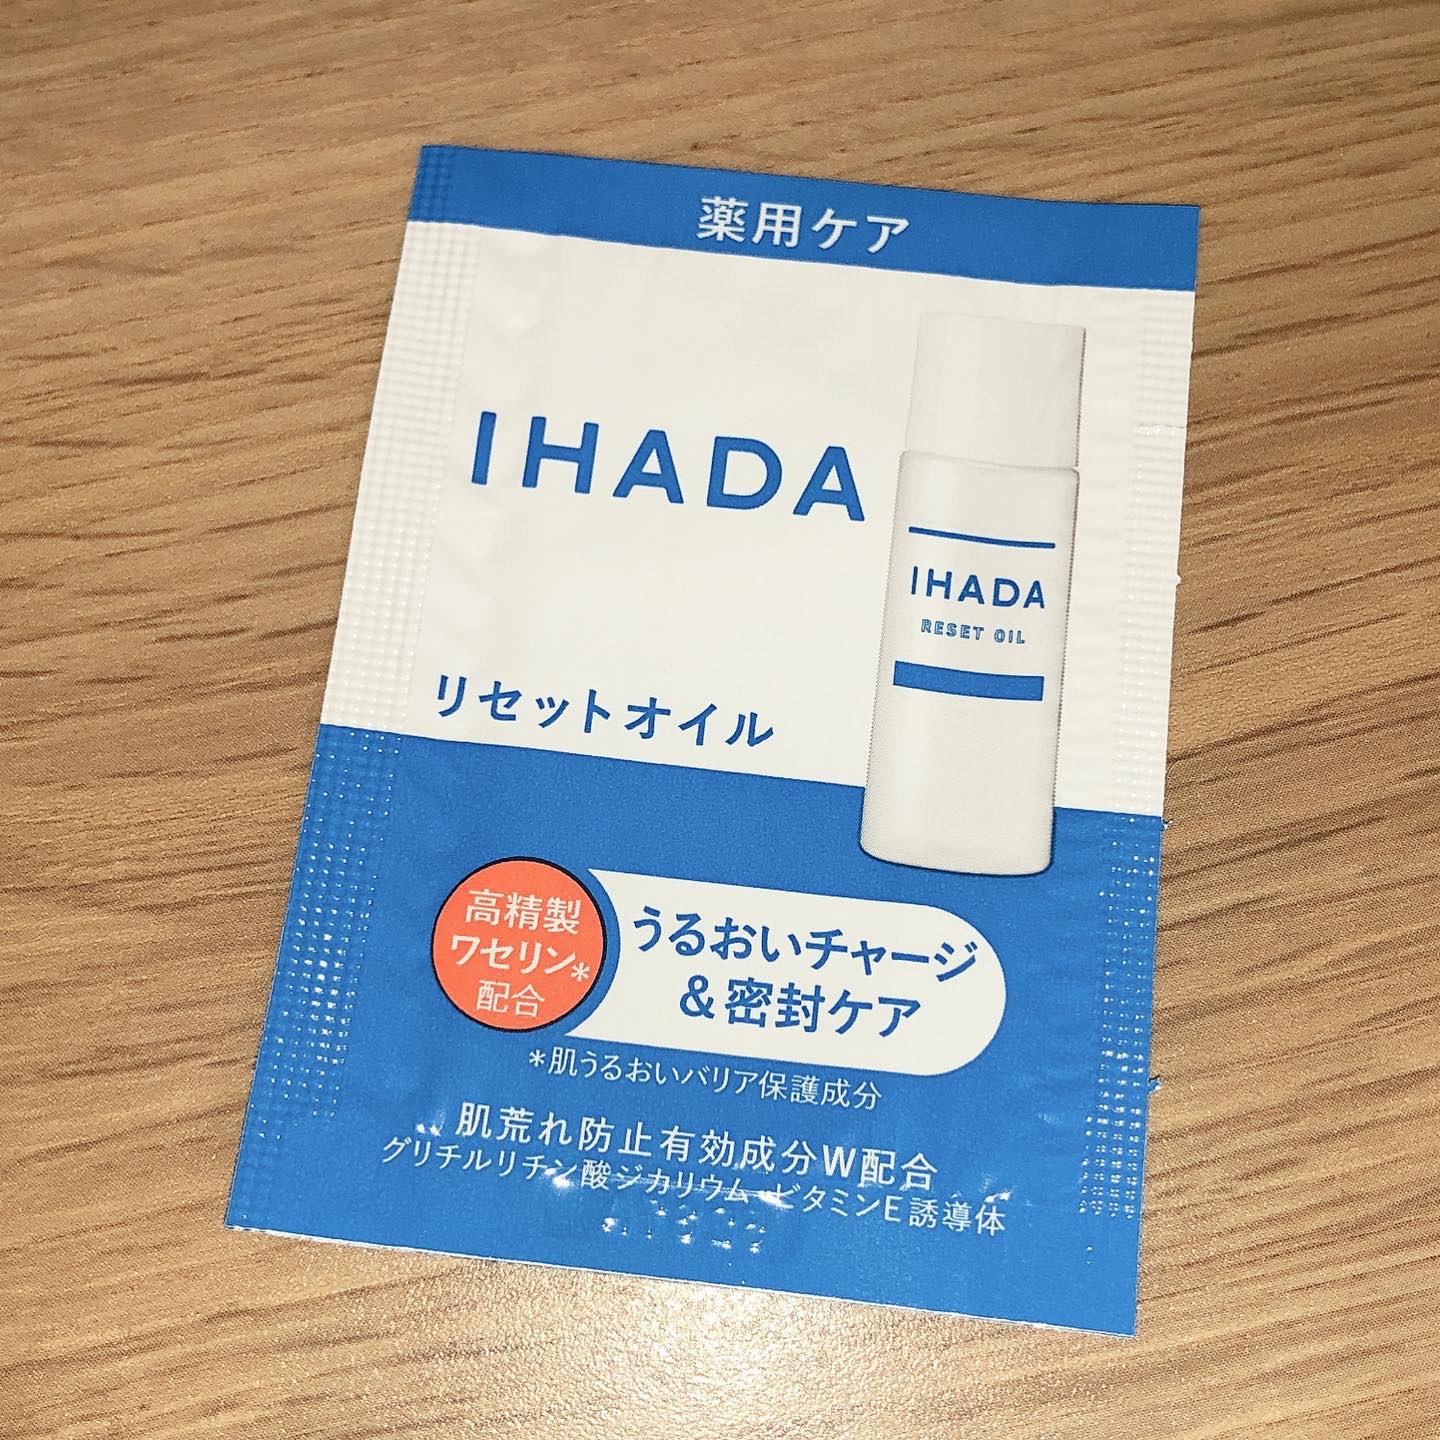 薬用ケア
IHADA
IHADA
RESET OIL
リセットオイル
高精製
ワセリン*
配合
うるおいチャージ
&密封ケア
*肌うるおいバリア保護成分
肌荒れ防止有効成分W配合
グリチルリチン酸ジカリウム・ビタミンE誘導体